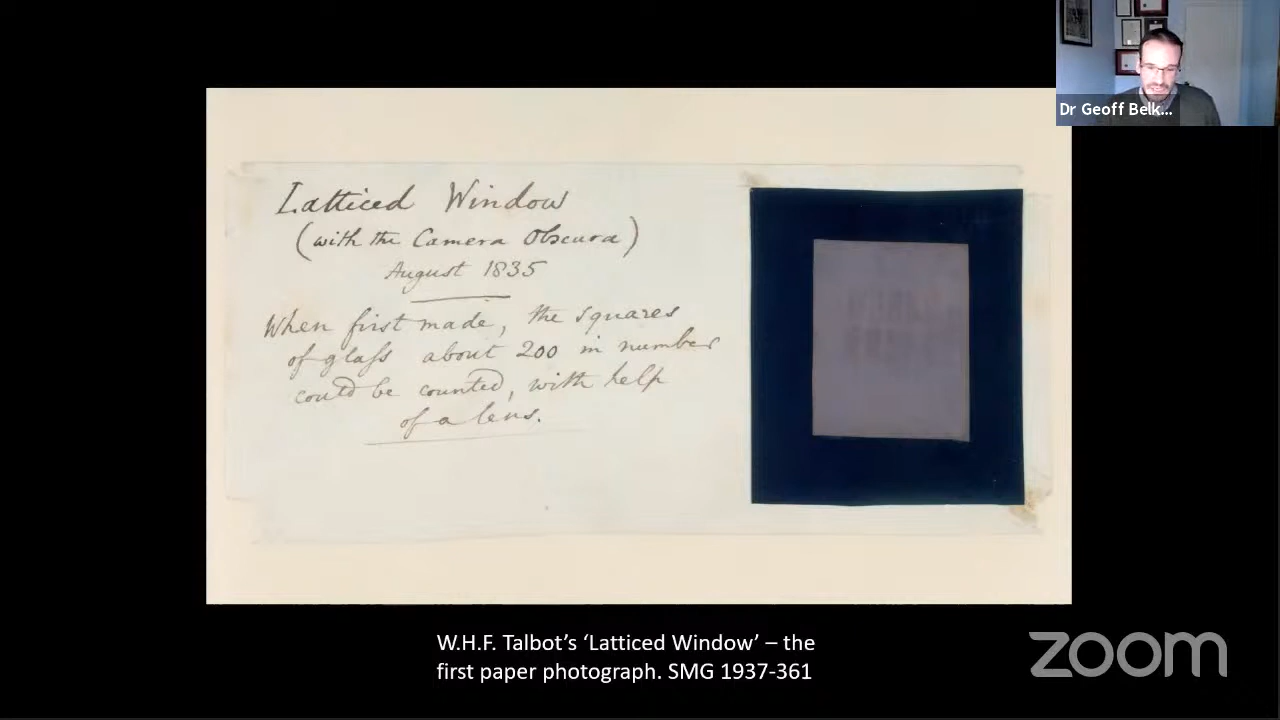 Dr Geoff Belk...
Latticed Window
(with the Camera Obscura)
August 1835
When first made, the squares
of glass about 200 in number
could be counted, with help
of a lens.
W.H.F. Talbot's ‘Latticed Window’ – the
first paper photograph. SMG 1937-361
zoom